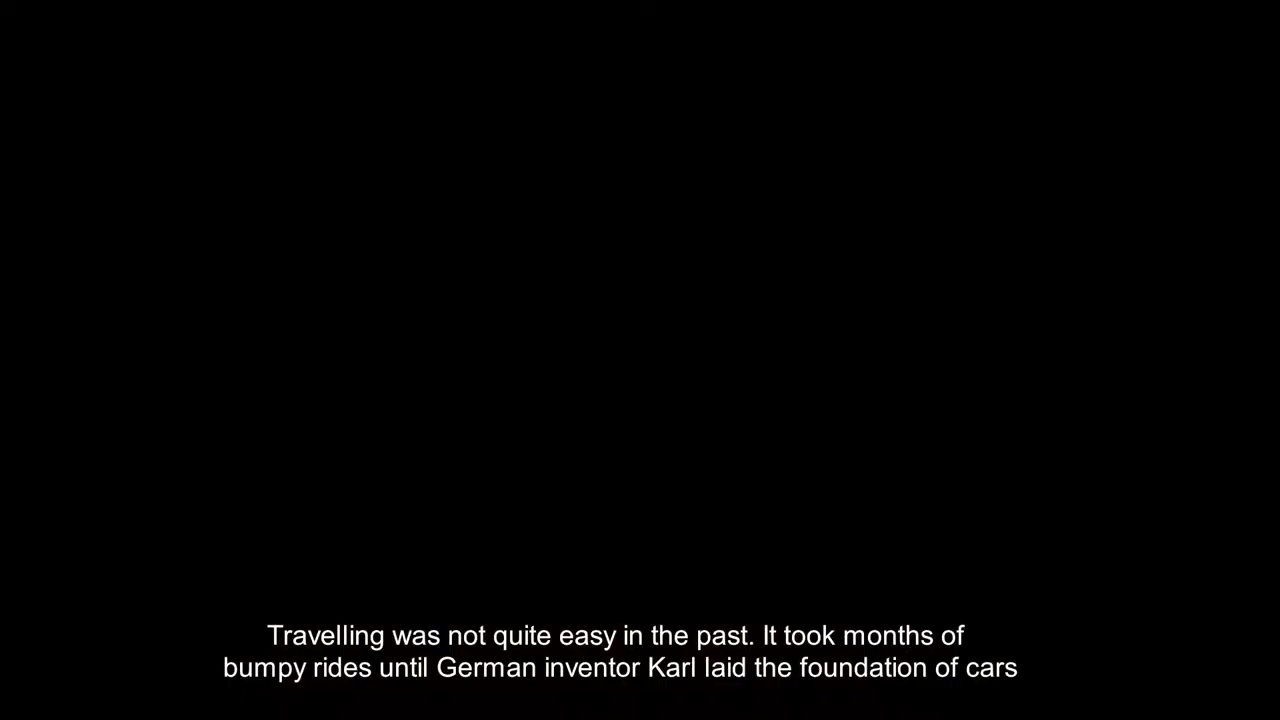 Travelling was not quite easy in the past. It took months of
bumpy rides until German inventor Karl laid the foundation of cars